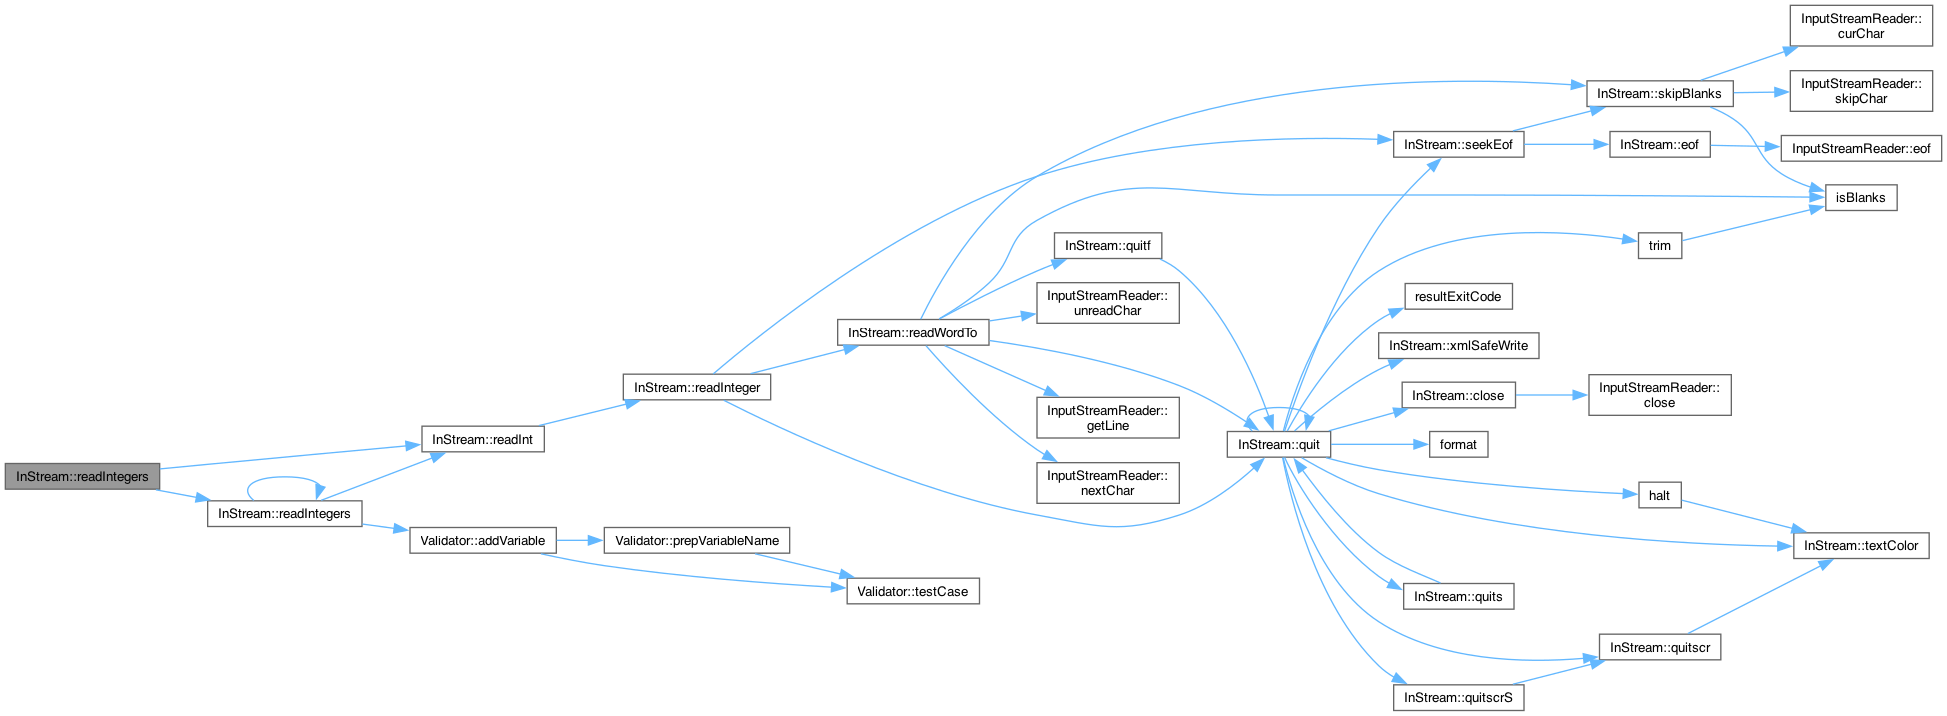 InputStreamReader::
curChar
InputStreamReader::
skipChar
InStream::skipBlanks
InStream::seekEof
InStream::eof
InputStreamReader::eof
isBlanks
InStream::quitf
trim
InputStreamReader::
unreadChar
resultExitCode
InStream::readWordTo
InStream::xmlSafeWrite
InStream::readInteger
InStream::close
InputStreamReader::
close
InputStreamReader::
getLine
InStream::readInt
InStream::quit
format
InStream::readIntegers
InputStreamReader::
nextChar
halt
InStream::readIntegers
Validator::addVariable
Validator::prepVariableName
InStream::textColor
Validator::testCase
InStream::quits
InStream::quitscr
InStream::quitscrS